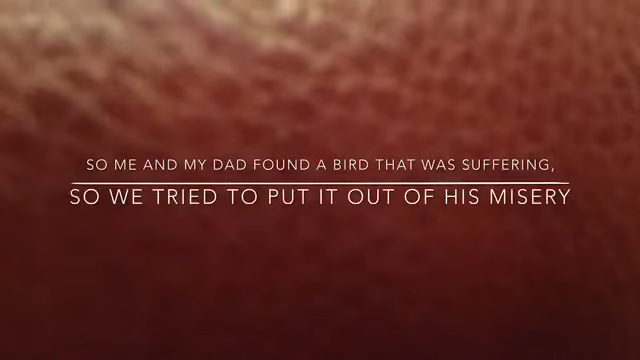 SO ME AND MY DAD FOUND A BIRD THAT WAS SUFFERING,
SO WE TRIED TO PUT IT OUT OF HIS MISERY